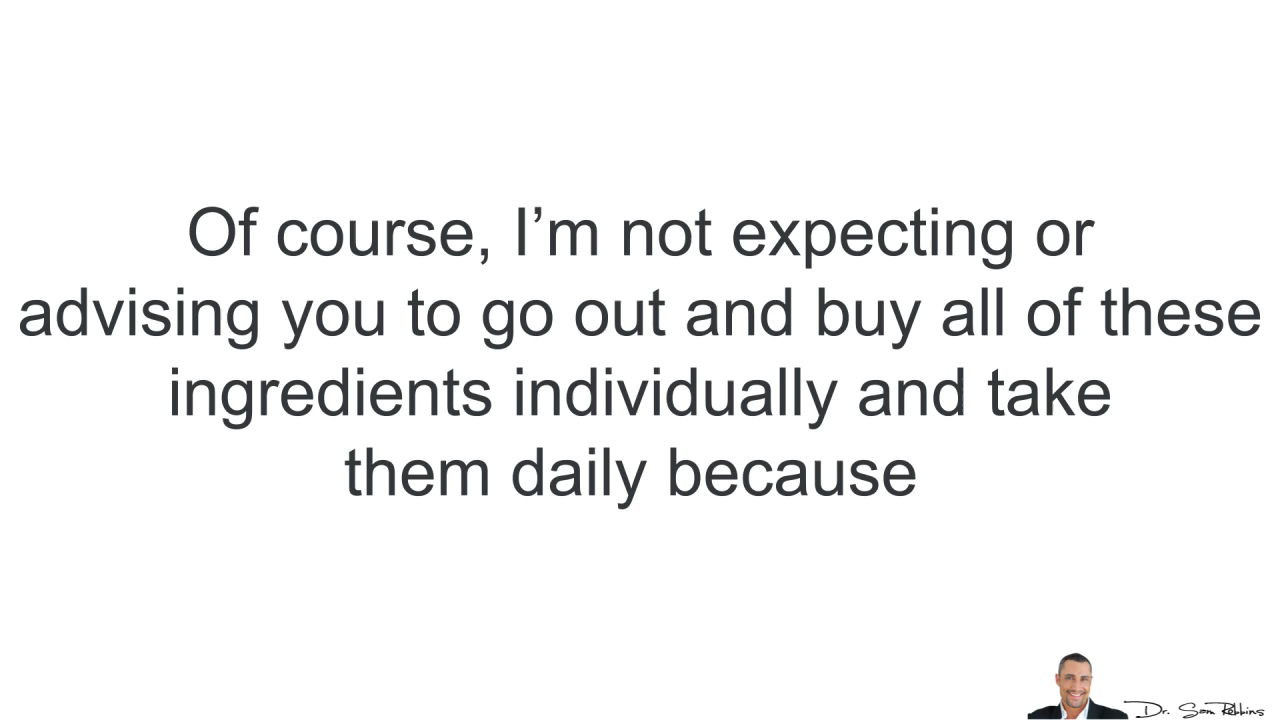 Of course, I’m not expecting or
advising you to go out and buy all of these
ingredients individually and take
them daily because
Dr. Sam Robbins